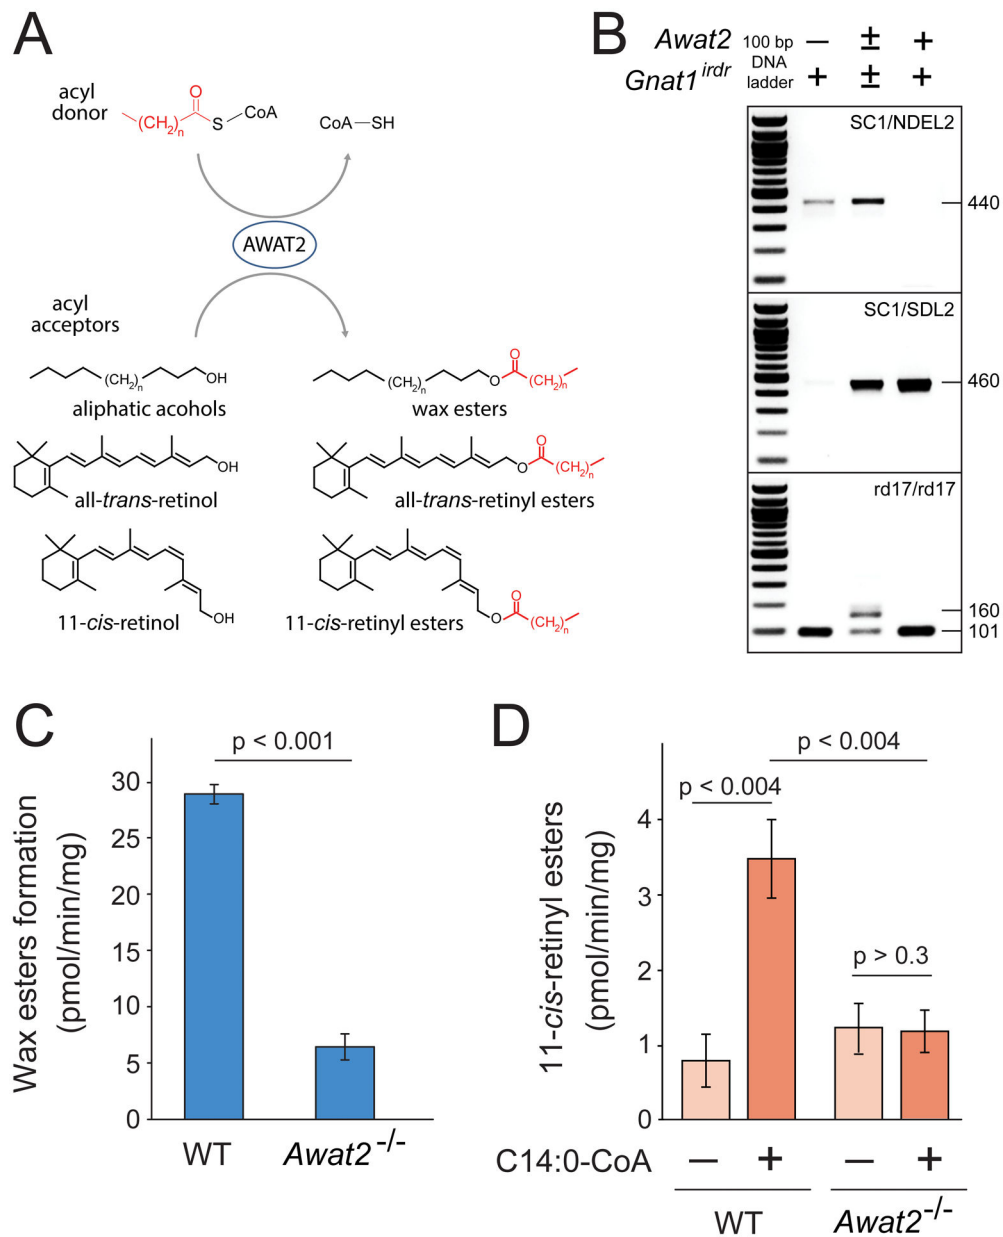 A
acyl
donor
(CH₂)n
O
S
CoA
CoA—SH
AWAT2
acyl
acceptors
(CH₂)n
OH
aliphatic acohols
(CH₂)n
O
O
(CH₂)n
wax esters
OH
all-trans-retinol
O
O
(CH₂)n
all-trans-retinyl esters
OH
11-cis-retinol
O
O
(CH₂)n
11-cis-retinyl esters
B
Awat2 – ± +
Gnat1irdr + ± +
100 bp
DNA
ladder
SC1/NDEL2
440
SC1/SDL2
460
rd17/rd17
160
101
C
Wax esters formation
(pmol/min/mg)
30
25
20
15
10
5
0
p < 0.001
WT
Awat2-/-
D
11-cis-retinyl esters
(pmol/min/mg)
4
3
2
1
0
p < 0.004
p < 0.004
p > 0.3
C14:0-CoA – + – +
WT
Awat2-/-